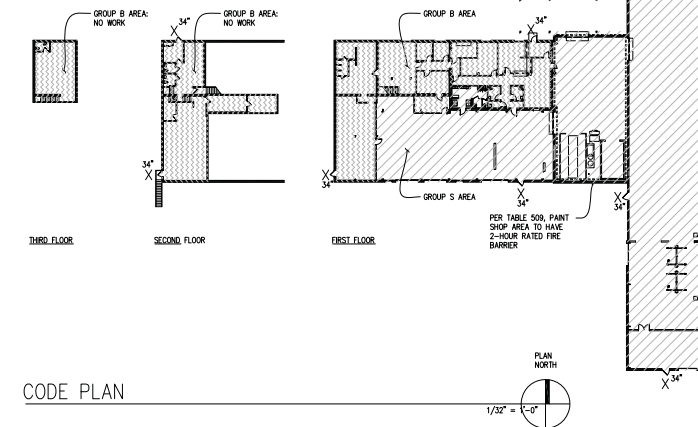 GROUP B AREA:
NO WORK
GROUP B AREA:
NO WORK
GROUP B AREA
34"
34"
34"
34"
34"
34"
GROUP S AREA
PER TABLE 509, PAINT
SHOP AREA TO HAVE
2-HOUR RATED FIRE
BARRIER
34"
THIRD FLOOR
SECOND FLOOR
FIRST FLOOR
PLAN
NORTH
34"
CODE PLAN
1/32" = 1'-0"